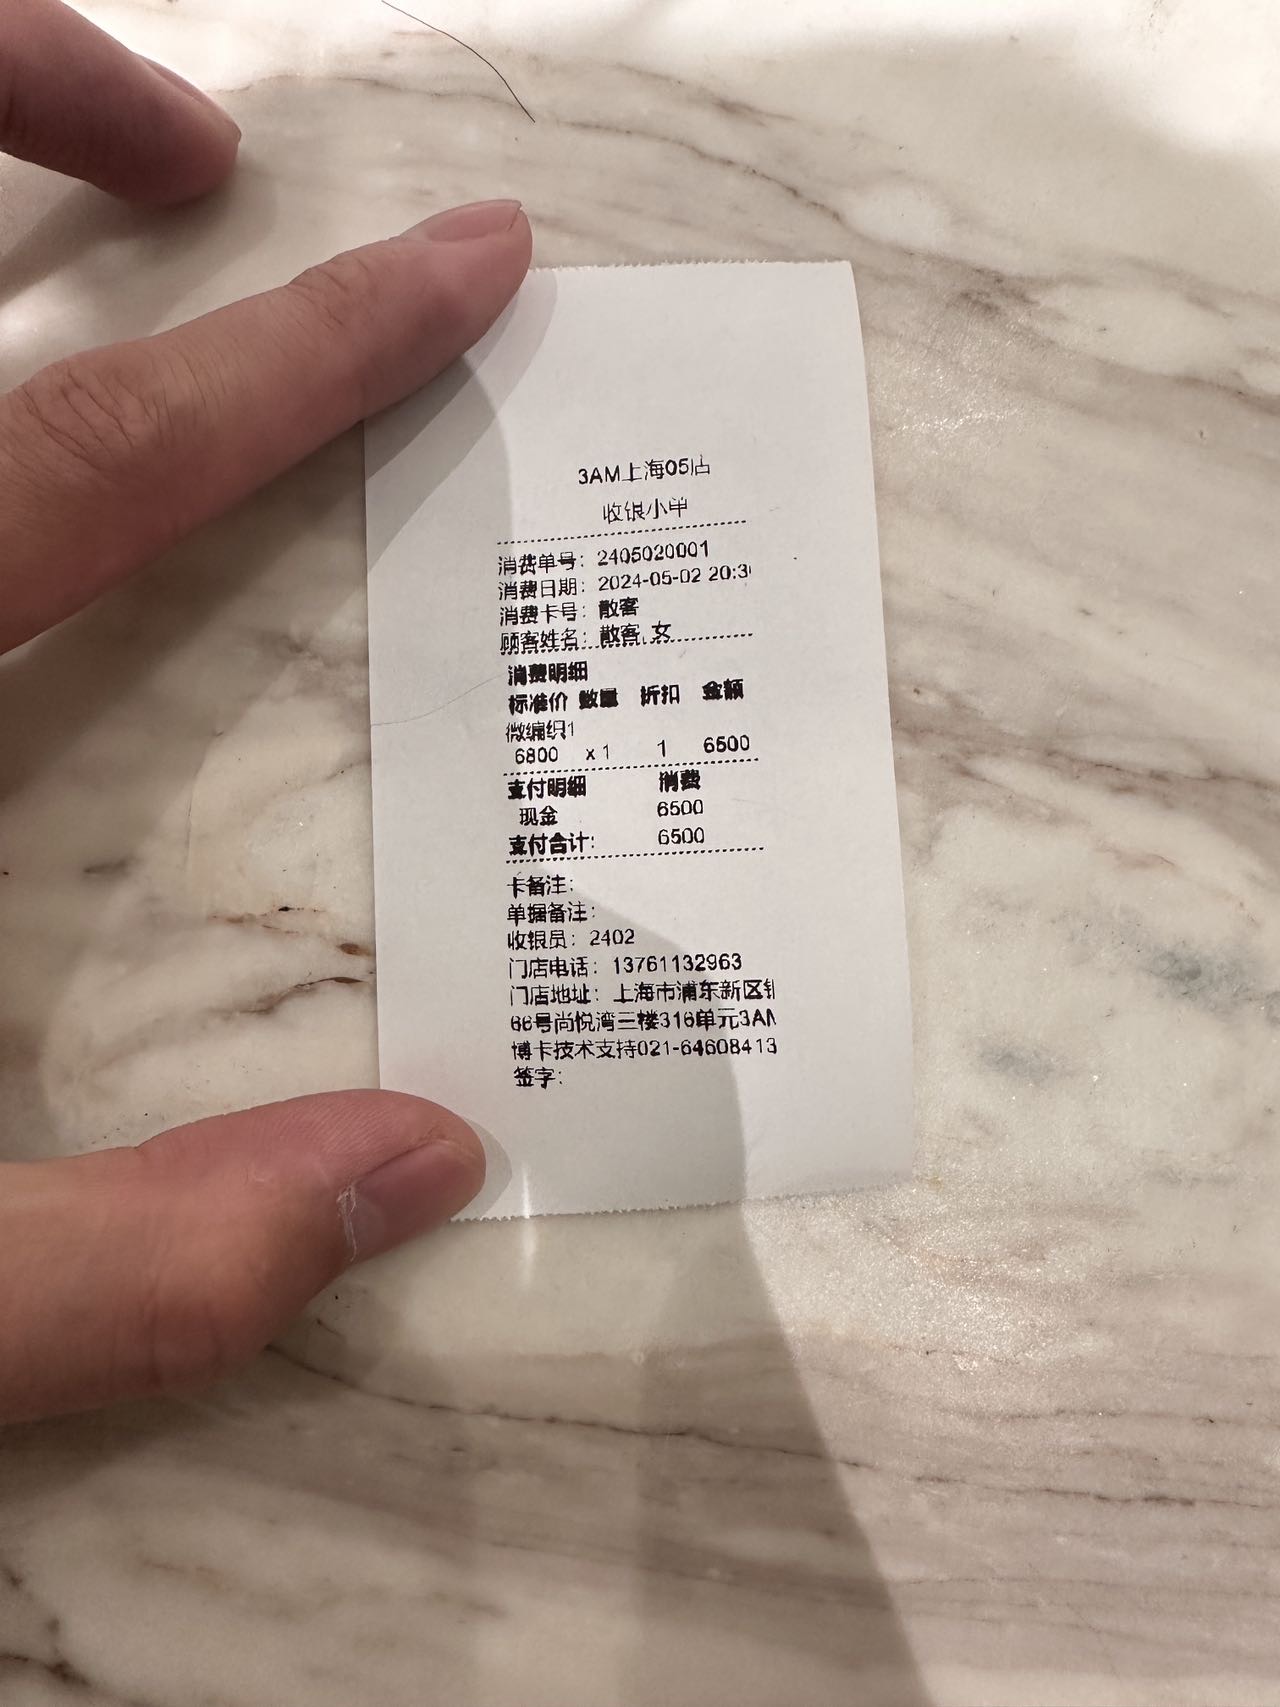 3AM上海05店
收银小单
消费单号：2405020001
消费日期：2024-05-02 20:3
消费卡号：散客
顾客姓名：散客,女
消费明细
标准价 数量 折扣 金额
微编织1
6800 x 1 1 6500
支付明细 消费
现金 6500
支付合计： 6500
卡备注：
单据备注：
收银员：2402
门店电话：13761132963
门店地址：上海市浦东新区
66号尚悦湾三楼316单元3AM
博卡技术支持021-64608413
签字：